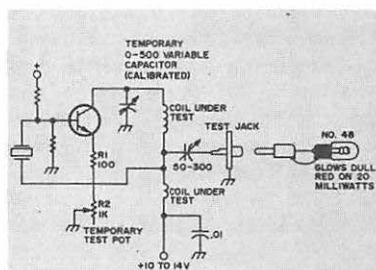 TEMPORARY
0-500 VARIABLE
CAPACITOR
(CALIBRATED)
+
COIL UNDER
TEST
TEST JACK
NO. 48
R1
100
50-300
GLOWS DULL
RED ON 20
MILLIWATTS
COIL UNDER
TEST
R2
1K
TEMPORARY
TEST POT
.01
+10 TO 14V